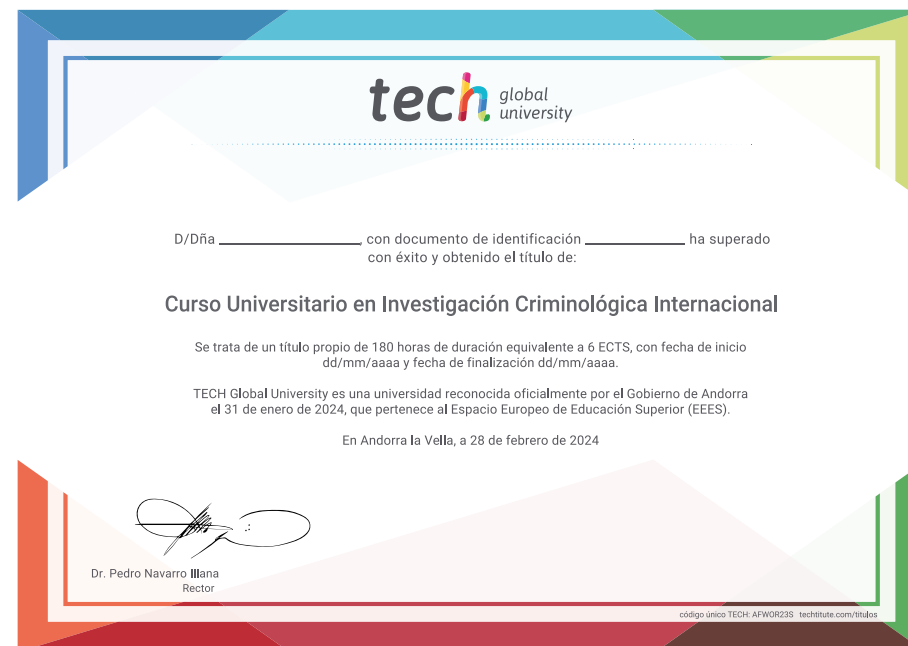 tech global university
D/Dña ____________, con documento de identificación ____________ ha superado
con éxito y obtenido el título de:
Curso Universitario en Investigación Criminológica Internacional
Se trata de un título propio de 180 horas de duración equivalente a 6 ECTS, con fecha de inicio
dd/mm/aaaa y fecha de finalización dd/mm/aaaa.
TECH Global University es una universidad reconocida oficialmente por el Gobierno de Andorra
el 31 de enero de 2024, que pertenece al Espacio Europeo de Educación Superior (EEES).
En Andorra la Vella, a 28 de febrero de 2024
Dr. Pedro Navarro Illana
Rector
código único TECH: AFWOR23S techtitute.com/titulos